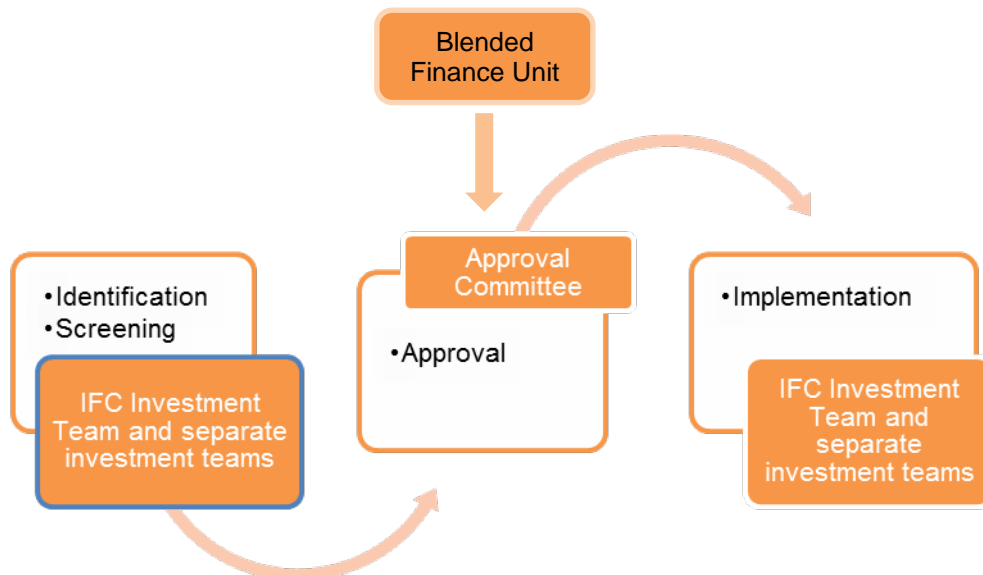 Blended
Finance Unit
Approval
Committee
•Identification
•Screening
IFC Investment
Team and separate
investment teams
•Approval
•Implementation
IFC Investment
Team and
separate
investment teams